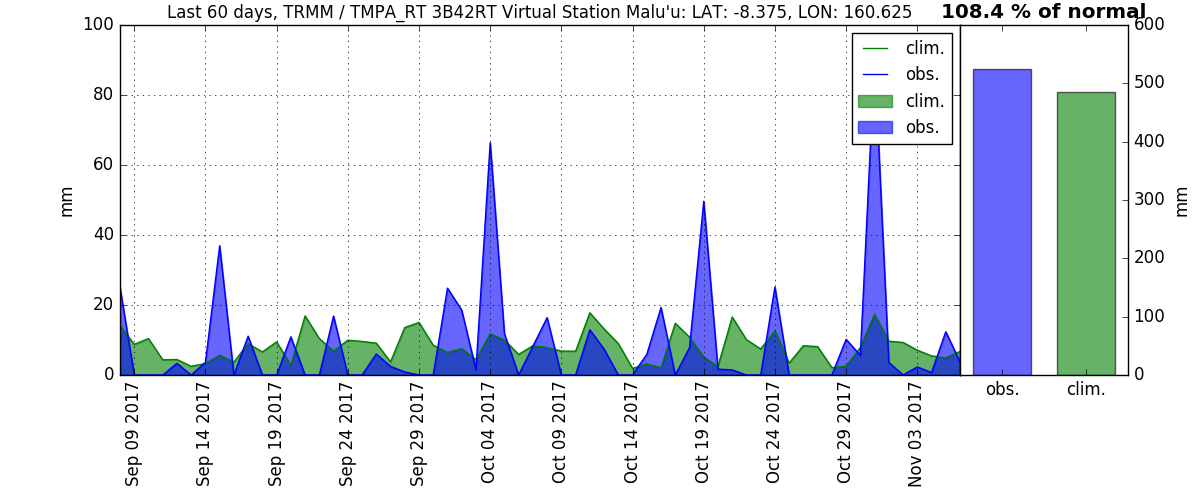 Last 60 days, TRMM / TMPA_RT 3B42RT Virtual Station Malu'u: LAT: -8.375, LON: 160.625
108.4 % of normal
100
80
60
40
20
0
mm
clim.
obs.
clim.
obs.
600
500
400
300
200
100
0
mm
Sep 09 2017
Sep 14 2017
Sep 19 2017
Sep 24 2017
Sep 29 2017
Oct 04 2017
Oct 09 2017
Oct 14 2017
Oct 19 2017
Oct 24 2017
Oct 29 2017
Nov 03 2017
obs.
clim.